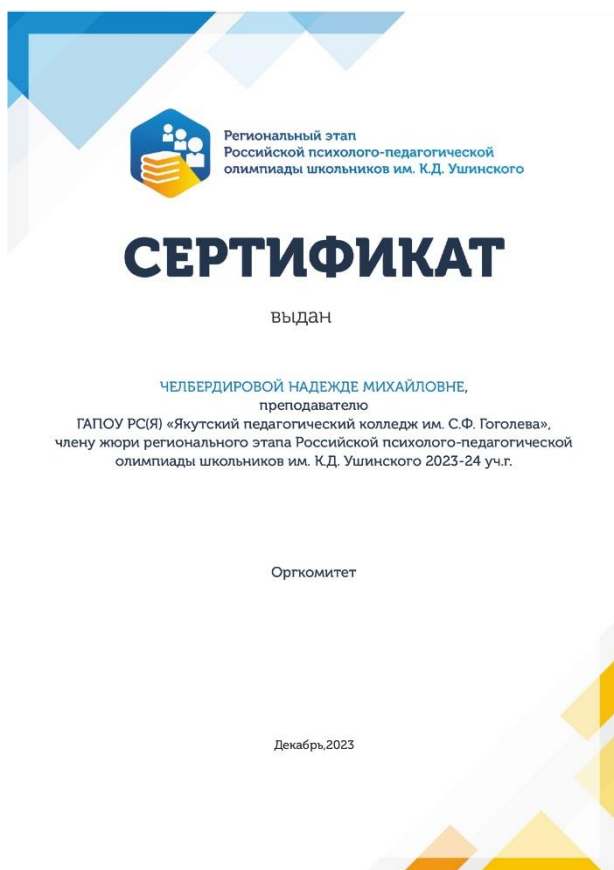 Региональный этап
Российской психолого-педагогической
олимпиады школьников им. К.Д. Ушинского
СЕРТИФИКАТ
выдан
ЧЕЛБЕРДИРОВОЙ НАДЕЖДЕ МИХАЙЛОВНЕ,
преподавателю
ГАПОУ РС(Я) «Якутский педагогический колледж им. С.Ф. Гоголева»,
члену жюри регионального этапа Российской психолого-педагогической
олимпиады школьников им. К.Д. Ушинского 2023-24 уч.г.
Оргкомитет
Декабрь,2023